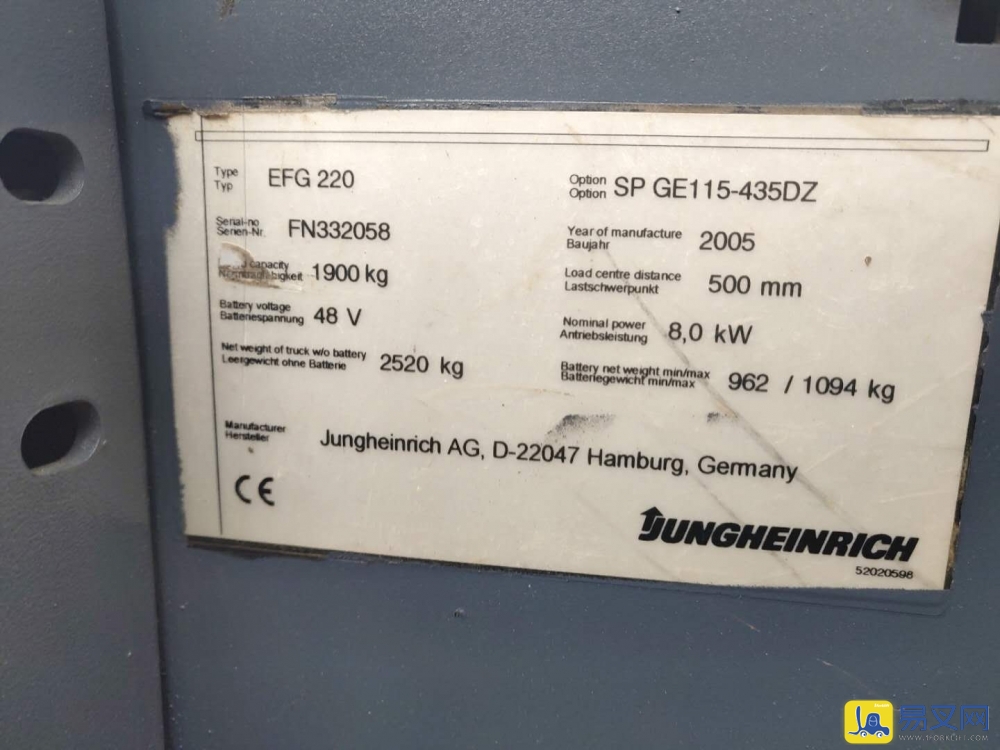 Type EFG 220
Typ
Option SP GE115-435DZ
Option
Serial-no FN332058
Serien-Nr.
Year of manufacture 2005
Baujahr
capacity 1900 kg
Load centre distance 500 mm
Lastschwerpunkt
Battery voltage 48 V
Batteriespannung
Nominal power 8,0 kW
Antriebsleistung
Net weight of truck w/o battery 2520 kg
Leergewicht ohne Batterie
Battery net weight min/max 962 / 1094 kg
Batteriegewicht min/max
Manufacturer Jungheinrich AG, D-22047 Hamburg, Germany
Hersteller
CE
JUNGHEINRICH
52020598
易叉网
www.1FORKLIFT.COM